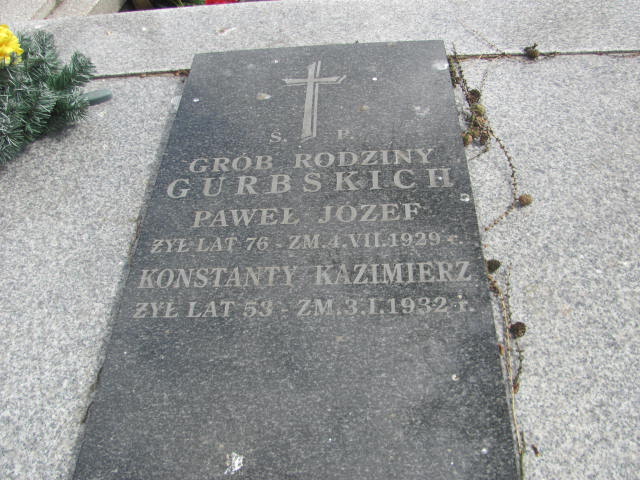 Ś. P.
GRÓB RODZINY
GURBSKICH
PAWEŁ JÓZEF
ŻYŁ LAT 76 - ZM. 4. VII. 1929 r.
KONSTANTY KAZIMIERZ
ŻYŁ LAT 53 - ZM. 3. I. 1932 r.